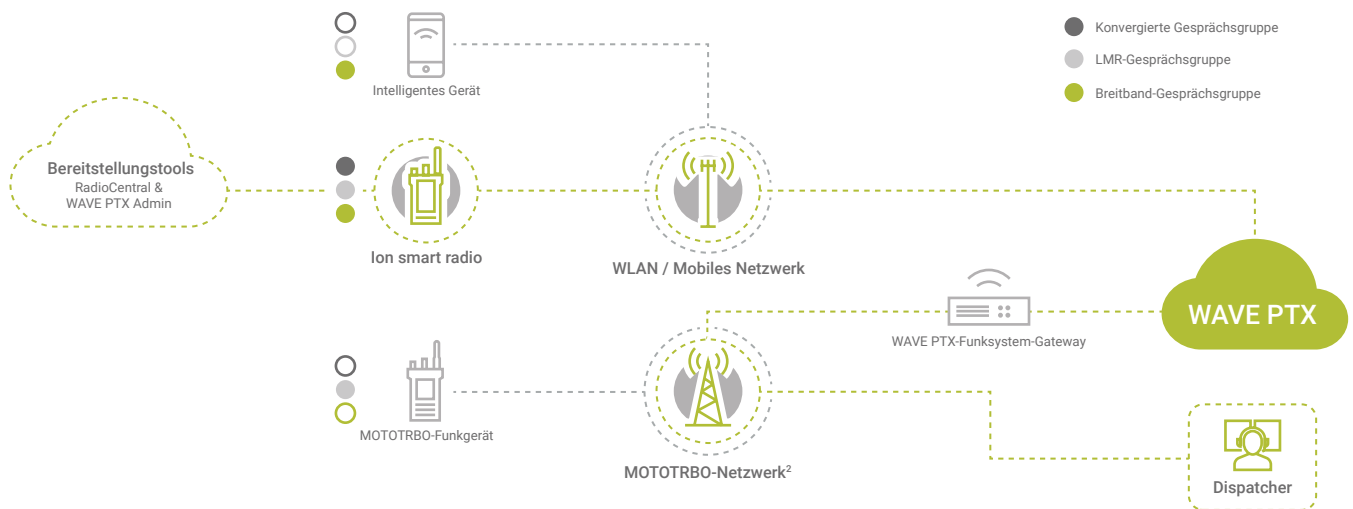 Intelligentes Gerät
Konvergierte Gesprächsgruppe
LMR-Gesprächsgruppe
Breitband-Gesprächsgruppe
Bereitstellungstools
RadioCentral &
WAVE PTX Admin
Ion smart radio
WLAN / Mobiles Netzwerk
WAVE PTX-Funksystem-Gateway
WAVE PTX
MOTOTRBO-Funkgerät
MOTOTRBO-Netzwerk²
Dispatcher